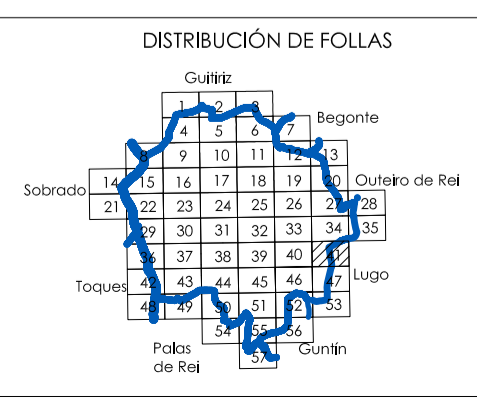 DISTRIBUCIÓN DE FOLLAS
Guitiriz
1 2 3
Begonte
4 5 6 7
8 9 10 11 12 13
14 15 16 17 18 19 20 Outeiro de Rei
Sobrado
21 22 23 24 25 26 27 28
29 30 31 32 33 34 35
36 37 38 39 40 41
Lugo
Toques 42 43 44 45 46 47
48 49 50 51 52 53
54 55 56
Palas
de Rei
Guntín
57